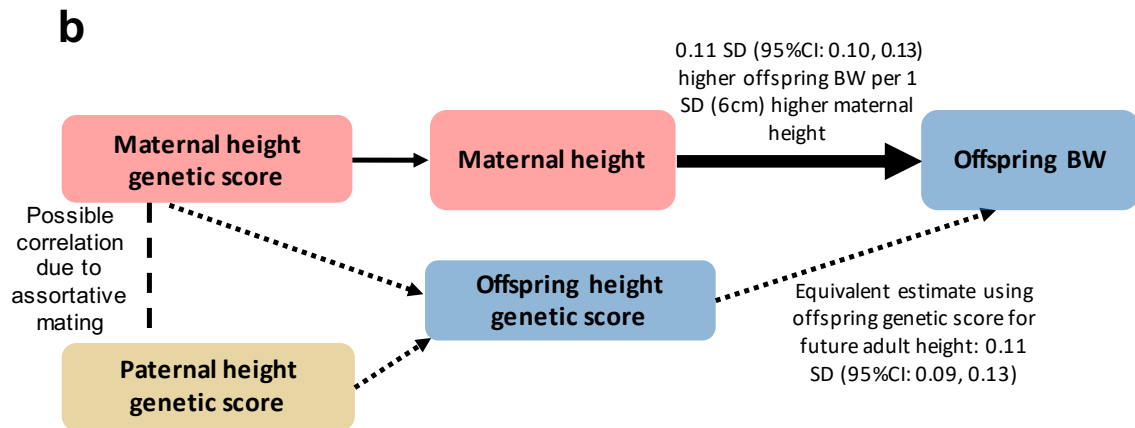 b
0.11 SD (95%CI: 0.10, 0.13)
higher offspring BW per 1
SD (6cm) higher maternal
height
Maternal height
genetic score
Maternal height
Offspring BW
Possible
correlation
due to
assortative
mating
Offspring height
genetic score
Equivalent estimate using
offspring genetic score for
future adult height: 0.11
SD (95%CI: 0.09, 0.13)
Paternal height
genetic score